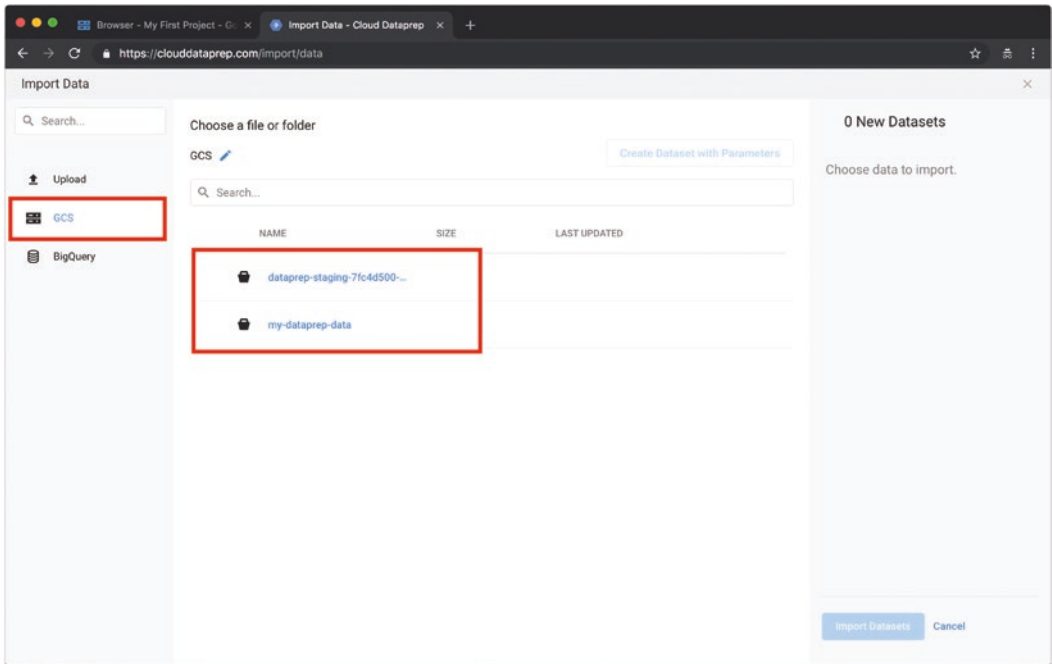 Browser - My First Project - Go
Import Data - Cloud Dataprep
https://clouddataprep.com/import/data
Import Data
Search...
Upload
GCS
BigQuery
Choose a file or folder
GCS
Create Dataset with Parameters
Search...
NAME SIZE LAST UPDATED
dataprep-staging-7fc4d500-...
my-dataprep-data
0 New Datasets
Choose data to import.
Import Datasets Cancel